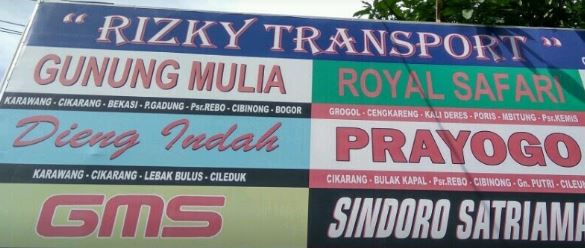 " RIZKY TRANSPORT "
GUNUNG MULIA
KARAWANG - CIKARANG - BEKASI - P.GADUNG - Psr.REBO - CIBINONG - BOGOR
ROYAL SAFARI
GROGOL - CENGKARENG - KALI DERES - PORIS - MBITUNG - Psr.KEMIS
Dieng Indah
KARAWANG - CIKARANG - LEBAK BULUS - CILEDUK
PRAYOGO
CIKARANG - BULAK KAPAL - Psr.REBO - CIBINONG - Gn. PUTRI - CILEUN
GMS
SINDORO SATRIAMA